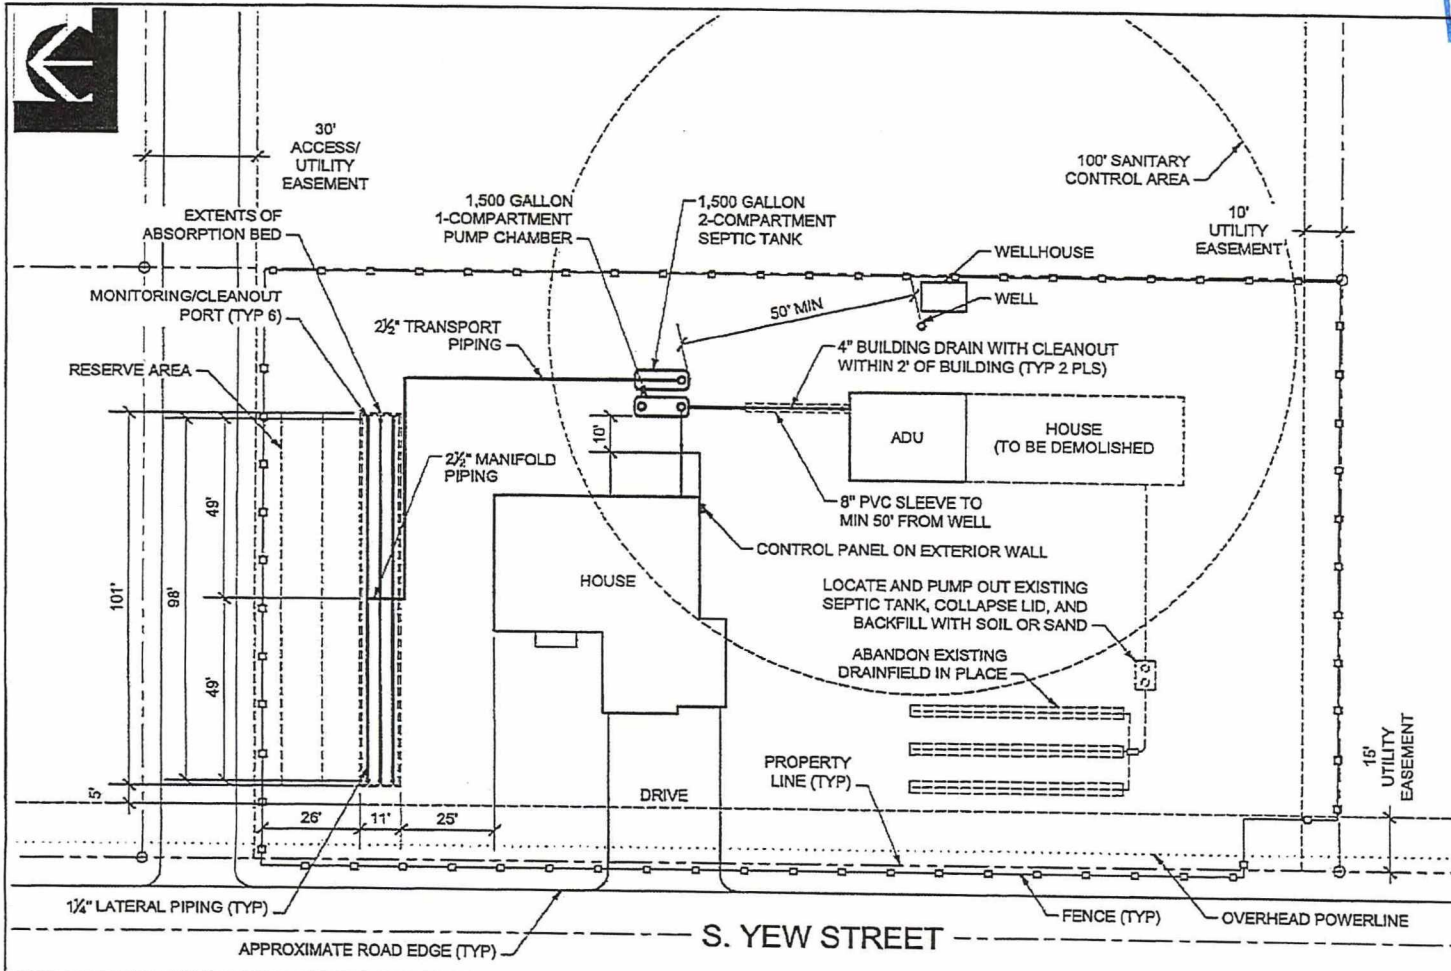 30'
ACCESS/
UTILITY
EASEMENT
100' SANITARY
CONTROL AREA
1,500 GALLON
1-COMPARTMENT
PUMP CHAMBER
1,500 GALLON
2-COMPARTMENT
SEPTIC TANK
10'
UTILITY
EASEMENT
EXTENTS OF
ABSORPTION BED
WELLHOUSE
WELL
50' MIN
MONITORING/CLEANOUT
PORT (TYP 6)
2½" TRANSPORT
PIPING
4" BUILDING DRAIN WITH CLEANOUT
WITHIN 2' OF BUILDING (TYP 2 PLS)
RESERVE AREA
10'
ADU
HOUSE
(TO BE DEMOLISHED
2½" MANIFOLD
PIPING
8" PVC SLEEVE TO
MIN 50' FROM WELL
CONTROL PANEL ON EXTERIOR WALL
49'
101'
98'
49'
HOUSE
LOCATE AND PUMP OUT EXISTING
SEPTIC TANK, COLLAPSE LID, AND
BACKFILL WITH SOIL OR SAND
ABANDON EXISTING
DRAINFIELD IN PLACE
PROPERTY
LINE (TYP)
15'
UTILITY
EASEMENT
5'
DRIVE
26'
11'
25'
1¼" LATERAL PIPING (TYP)
FENCE (TYP)
OVERHEAD POWERLINE
APPROXIMATE ROAD EDGE (TYP)
S. YEW STREET